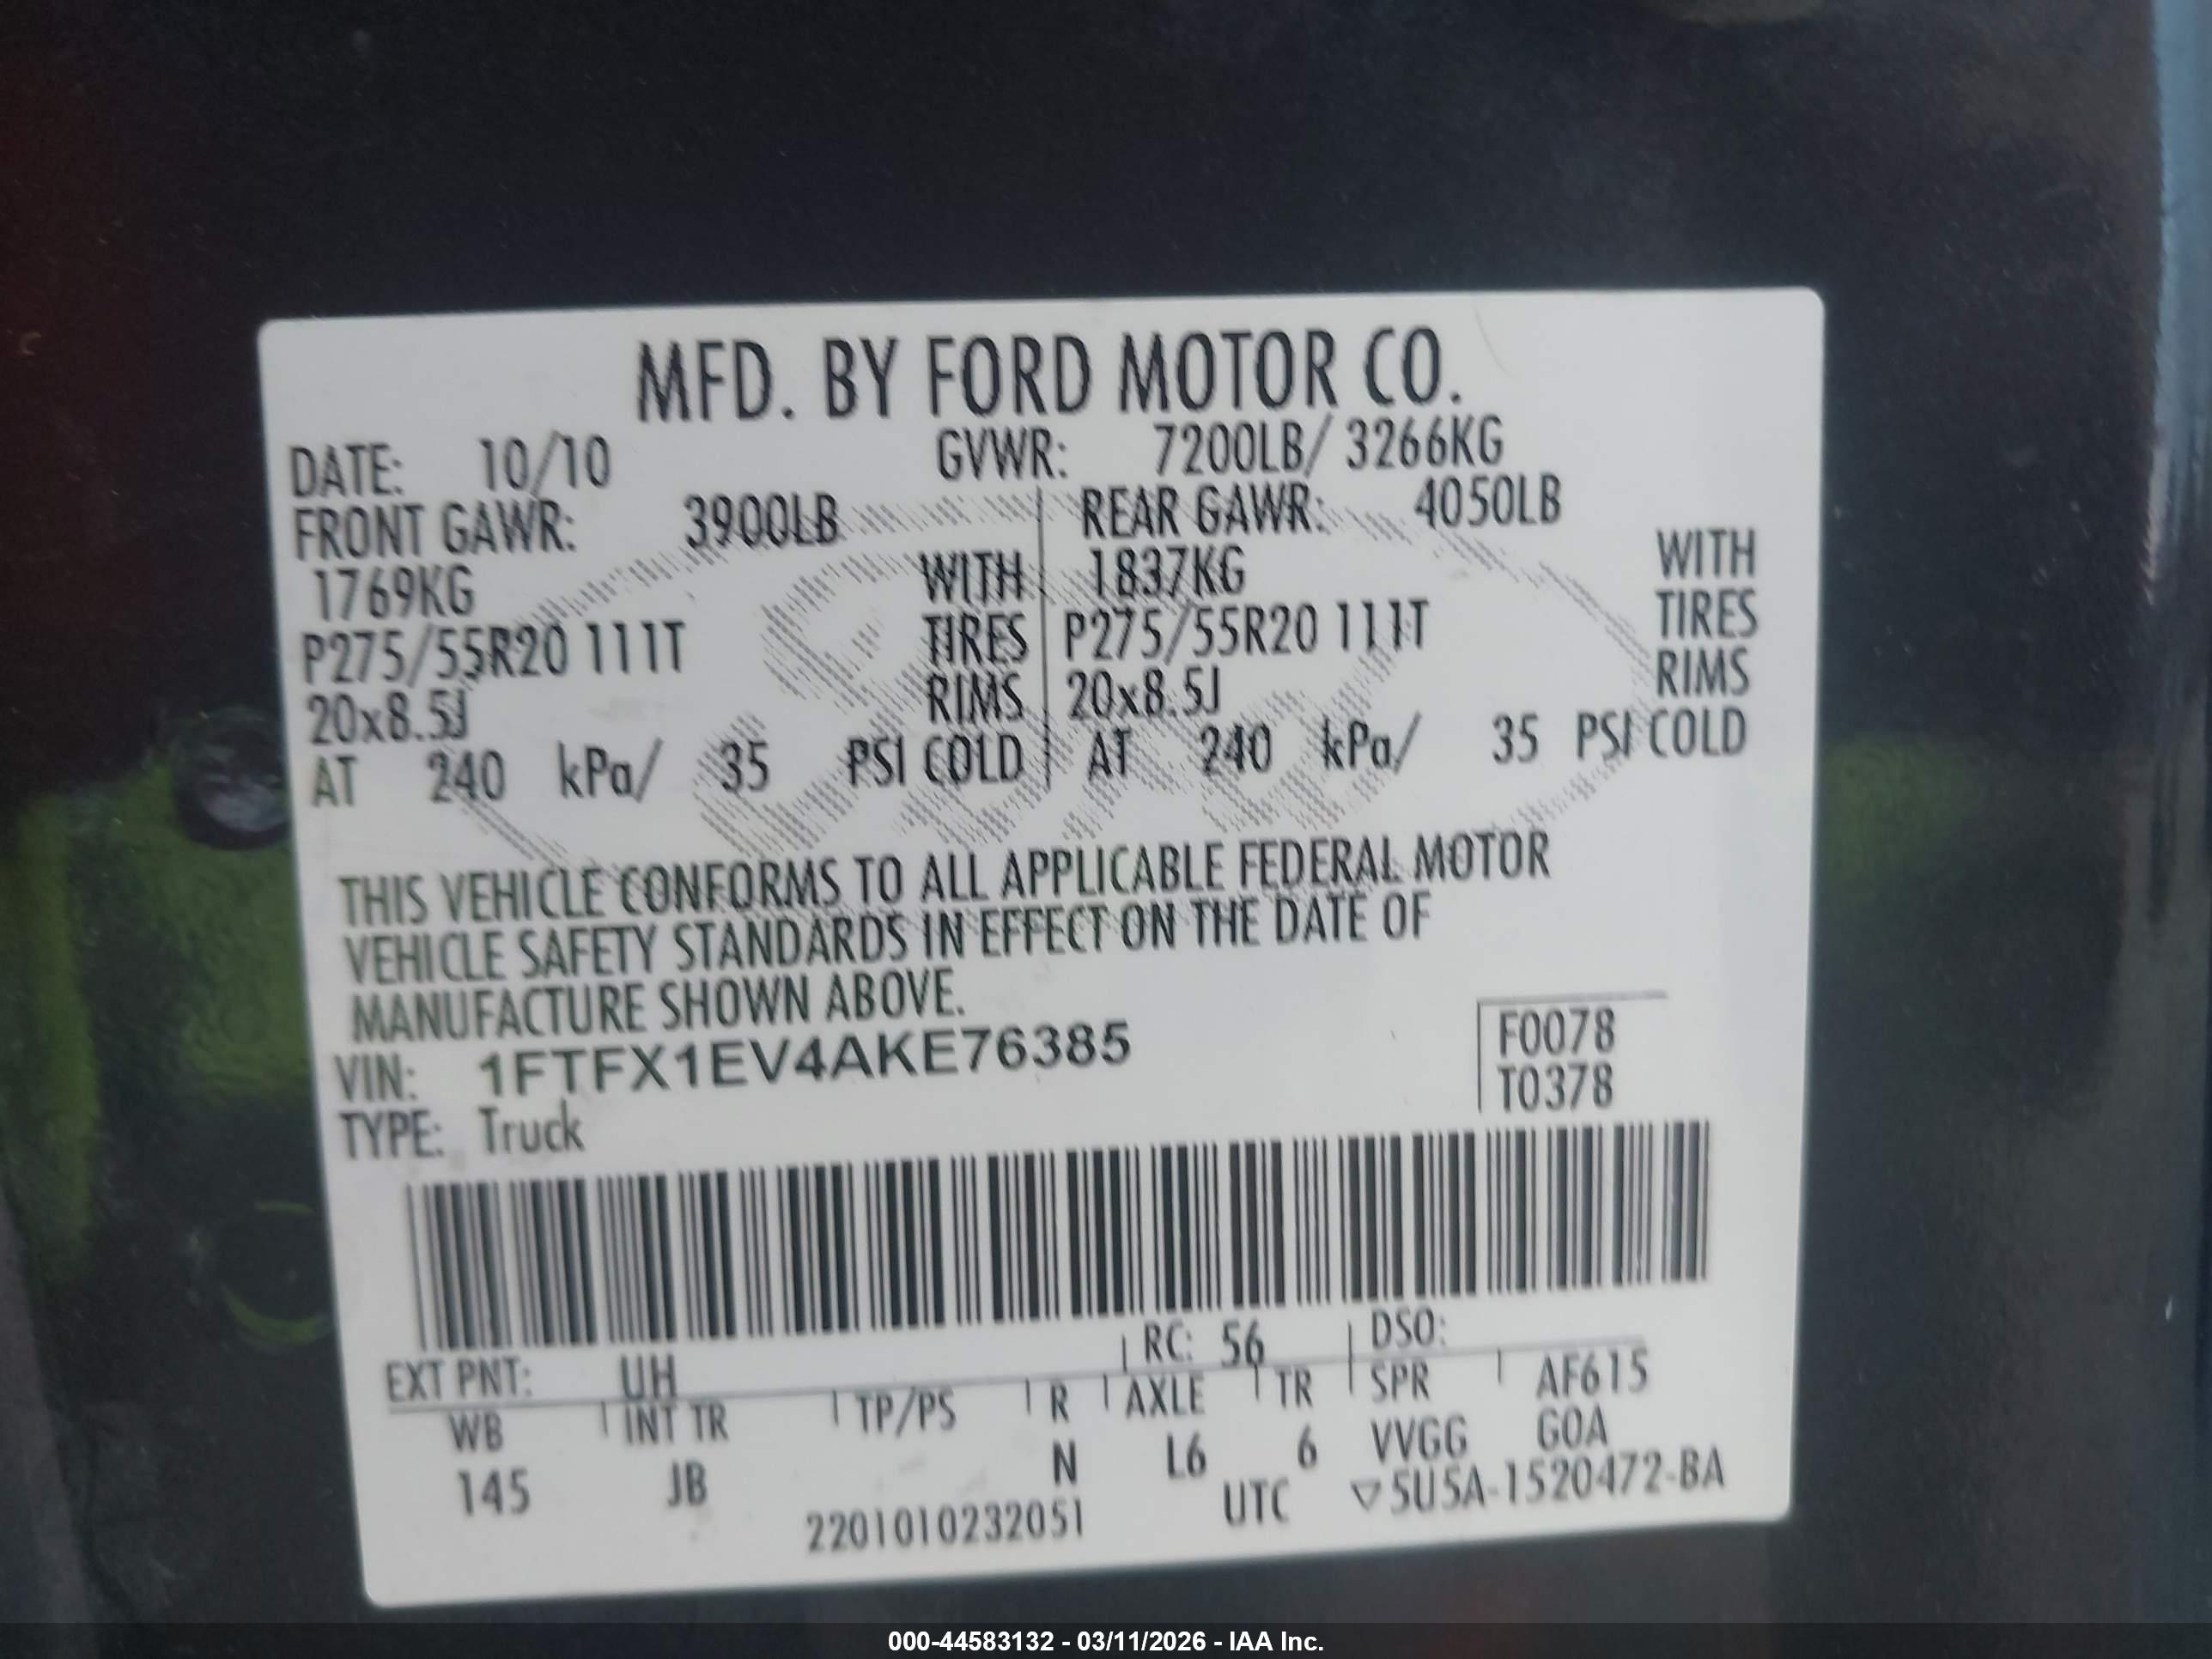 MFD. BY FORD MOTOR CO.
DATE: 10/10 GVWR: 7200LB/ 3266KG
FRONT GAWR: 3900LB REAR GAWR: 4050LB
1769KG WITH 1837KG WITH
P275/55R20 111T TIRES P275/55R20 111T TIRES
20x8.5J RIMS 20x8.5J RIMS
AT 240 kPa/ 35 PSI COLD AT 240 kPa/ 35 PSI COLD
THIS VEHICLE CONFORMS TO ALL APPLICABLE FEDERAL MOTOR
VEHICLE SAFETY STANDARDS IN EFFECT ON THE DATE OF
MANUFACTURE SHOWN ABOVE.
VIN: 1FTFX1EV4AKE76385 F0078
TYPE: Truck T0378
EXT PNT: UH RC: 56 DSO:
WB INT TR TP/PS R AXLE TR SPR AF615
145 JB N L6 6 VVGG GOA
2201010232051 UTC ▽5U5A-1520472-BA
000-44583132 - 03/11/2026 - IAA Inc.